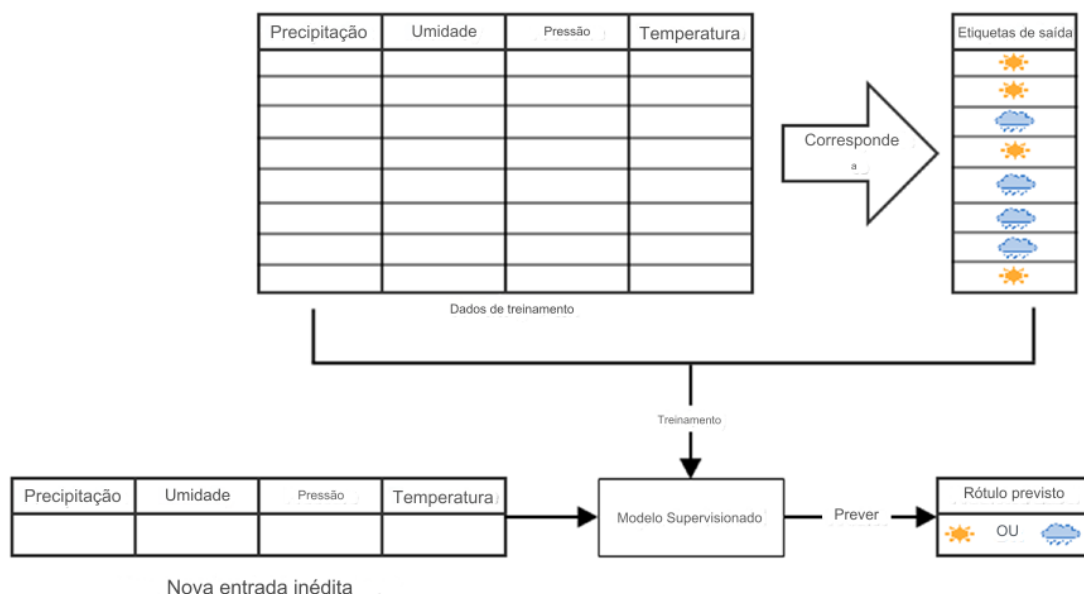 Precipitação Umidade Pressão Temperatura
Etiquetas de saída
Corresponde
a
Dados de treinamento
Treinamento
Precipitação Umidade Pressão Temperatura
Modelo Supervisionado
Prever
Rótulo previsto
OU
Nova entrada inédita